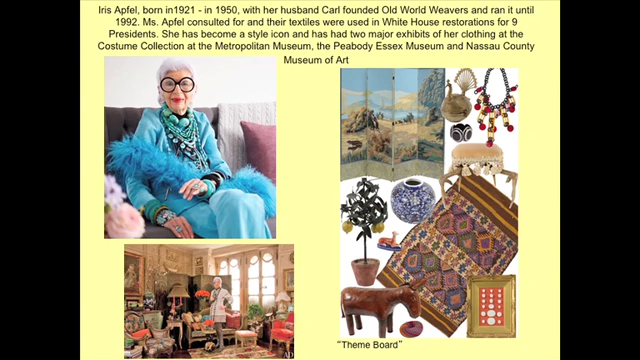 Iris Apfel, born in1921 - in 1950, with her husband Carl founded Old World Weavers and ran it until
1992. Ms. Apfel consulted for and their textiles were used in White House restorations for 9
Presidents. She has become a style icon and has had two major exhibits of her clothing at the
Costume Collection at the Metropolitan Museum, the Peabody Essex Museum and Nassau County
Museum of Art
AD
“Theme Board”